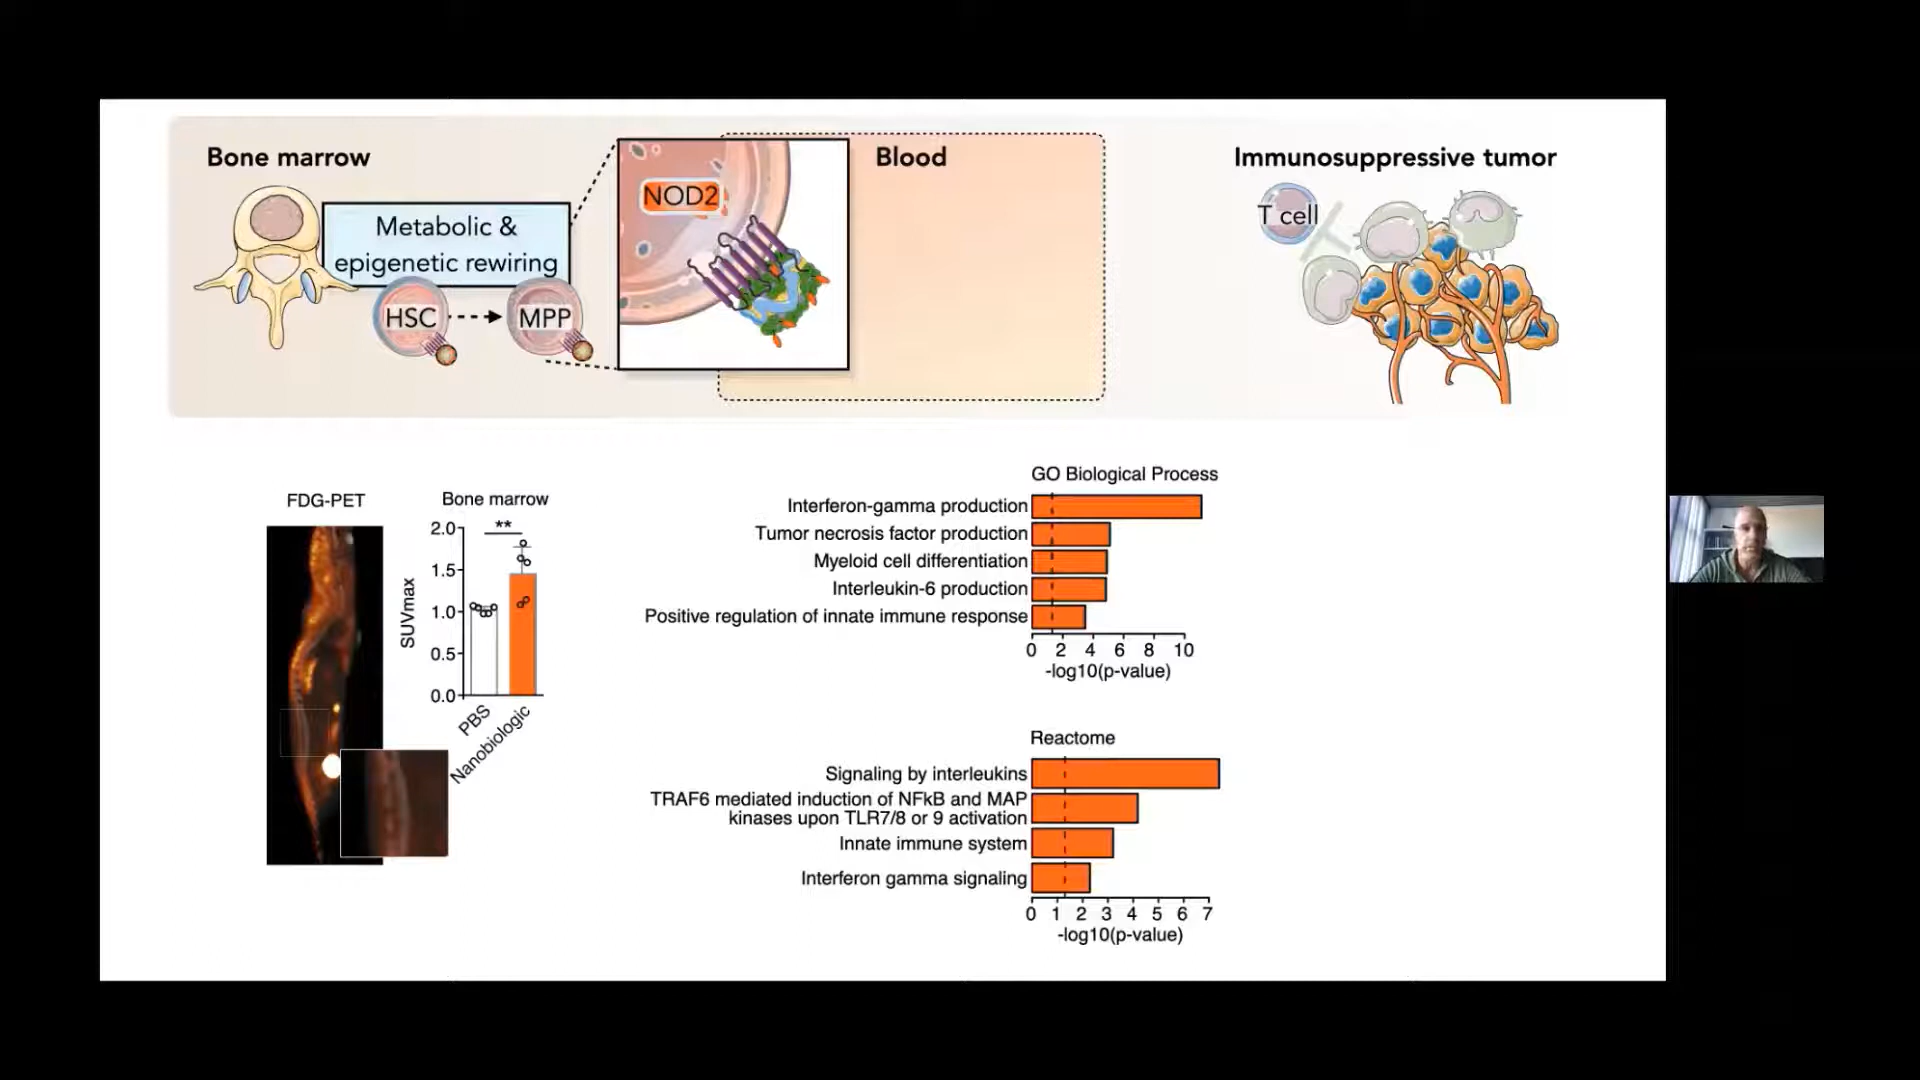 Bone marrow
Metabolic &
epigenetic rewiring
HSC
MPP
NOD2
Blood
Immunosuppressive tumor
T cell
FDG-PET
Bone marrow
**
2.0
1.5
1.0
0.5
0.0
SUVmax
PBS
Nanobiologic
GO Biological Process
Interferon-gamma production
Tumor necrosis factor production
Myeloid cell differentiation
Interleukin-6 production
Positive regulation of innate immune response
0 2 4 6 8 10
-log10(p-value)
Reactome
Signaling by interleukins
TRAF6 mediated induction of NFkB and MAP
kinases upon TLR7/8 or 9 activation
Innate immune system
Interferon gamma signaling
0 1 2 3 4 5 6 7
-log10(p-value)